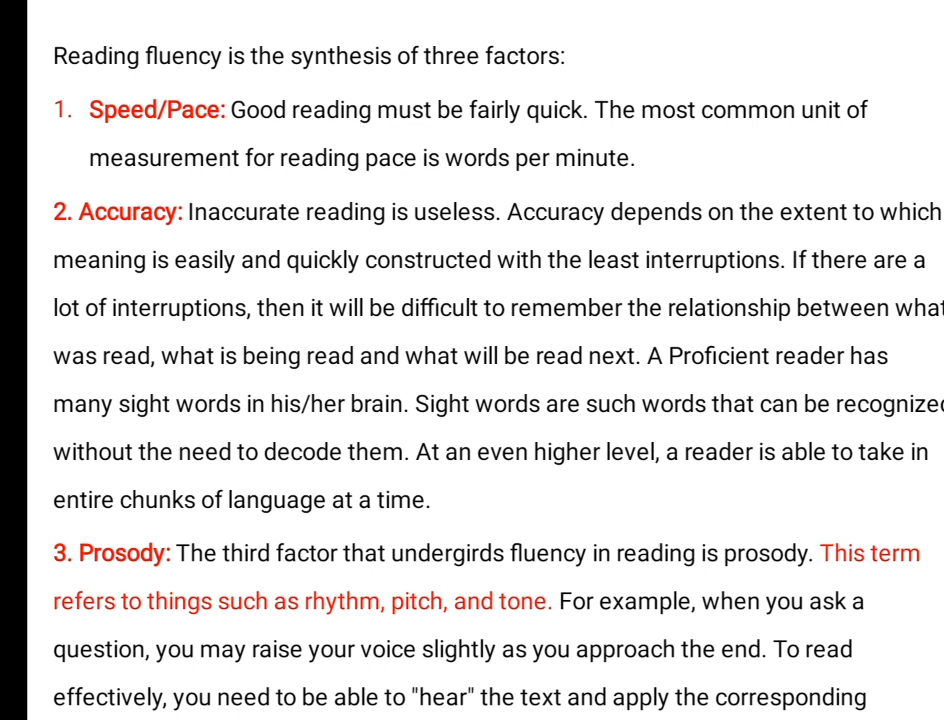 Reading fluency is the synthesis of three factors:
1. Speed/Pace: Good reading must be fairly quick. The most common unit of
measurement for reading pace is words per minute.
2. Accuracy: Inaccurate reading is useless. Accuracy depends on the extent to which
meaning is easily and quickly constructed with the least interruptions. If there are a
lot of interruptions, then it will be difficult to remember the relationship between what
was read, what is being read and what will be read next. A Proficient reader has
many sight words in his/her brain. Sight words are such words that can be recognized
without the need to decode them. At an even higher level, a reader is able to take in
entire chunks of language at a time.
3. Prosody: The third factor that undergirds fluency in reading is prosody. This term
refers to things such as rhythm, pitch, and tone. For example, when you ask a
question, you may raise your voice slightly as you approach the end. To read
effectively, you need to be able to "hear" the text and apply the corresponding